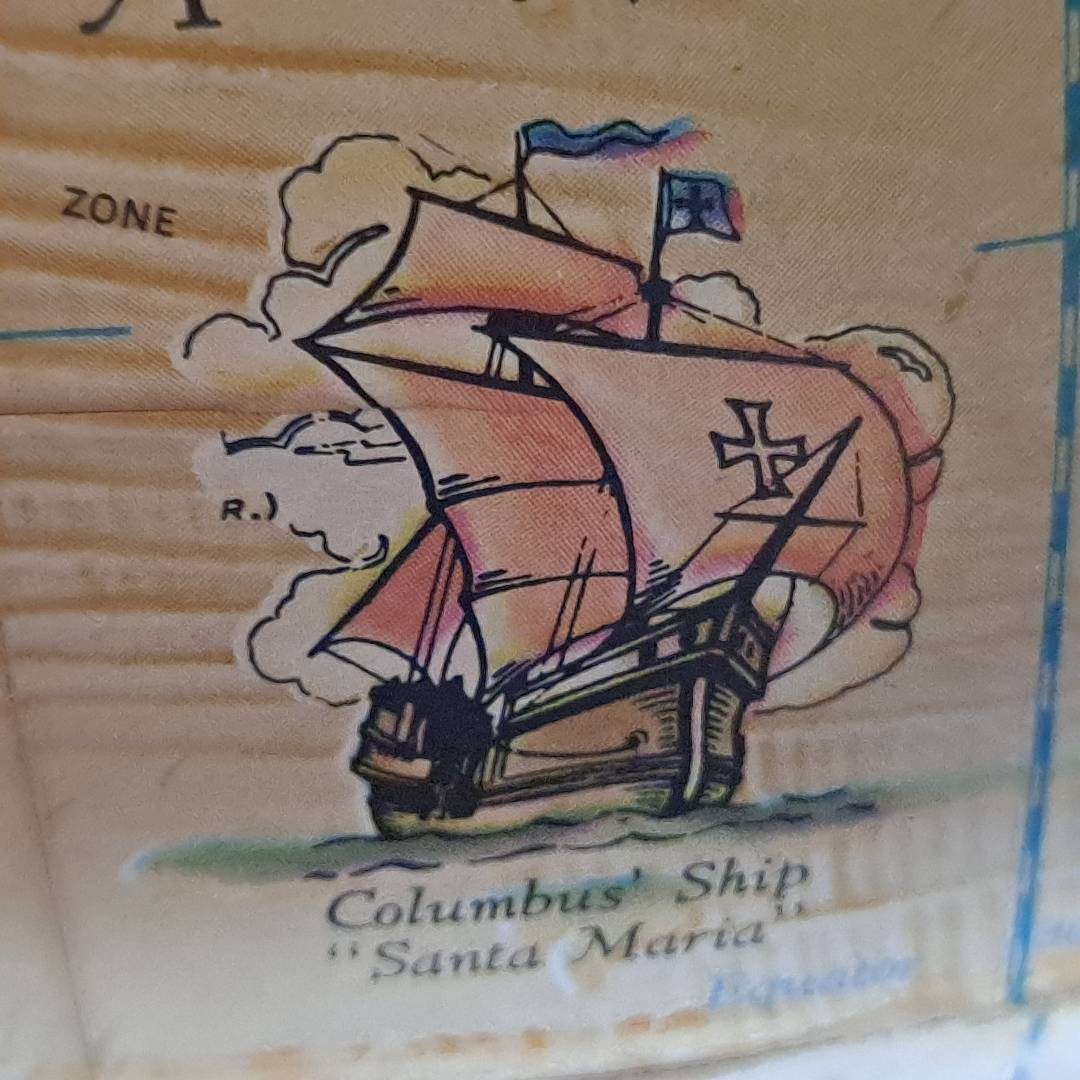 ZONE
R.)
Columbus' Ship
"Santa Maria"
Equator